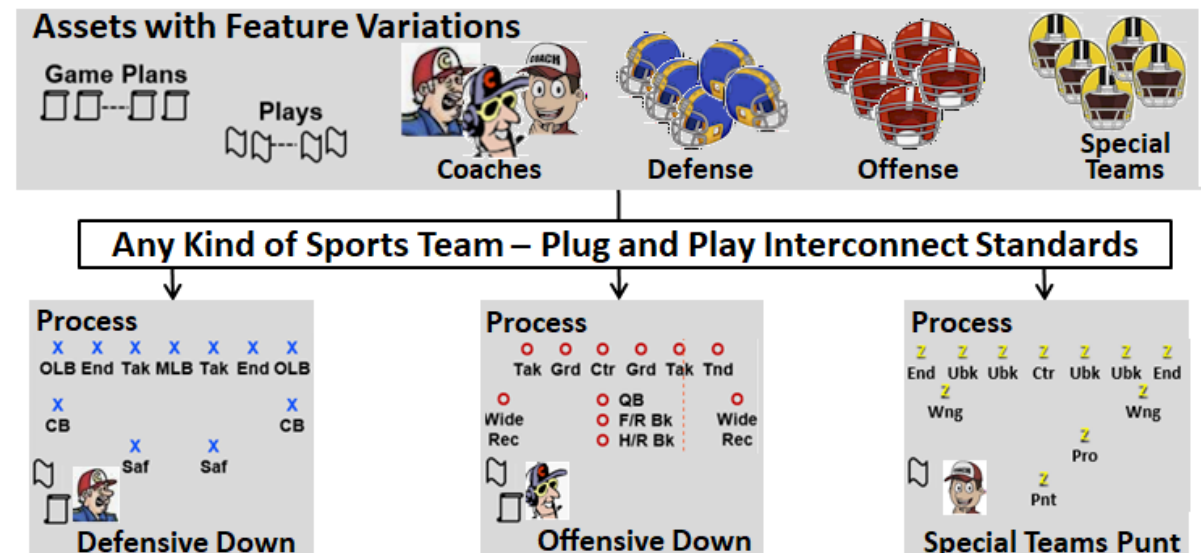 Assets with Feature Variations
Game Plans
Plays
COACH
Coaches
Defense
Offense
Special
Teams
Any Kind of Sports Team – Plug and Play Interconnect Standards
Process
X X X X X X X
OLB End Tak MLB Tak End OLB
X X
CB CB
X X
Saf Saf
Defensive Down
Process
O O O O O O
Tak Grd Ctr Grd Tak Tnd
O O QB O
Wide O F/R Bk Wide
Rec O H/R Bk Rec
Offensive Down
Process
Z Z Z Z Z Z Z
End Ubk Ubk Ctr Ubk Ubk End
Z Z
Wng Wng
Z
Pro
Z
Pnt
Special Teams Punt